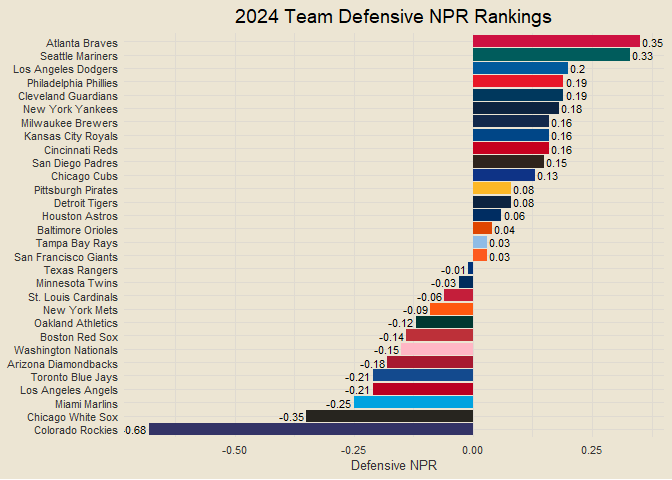 2024 Team Defensive NPR Rankings
Atlanta Braves 0.35
Seattle Mariners 0.33
Los Angeles Dodgers 0.2
Philadelphia Phillies 0.19
Cleveland Guardians 0.19
New York Yankees 0.18
Milwaukee Brewers 0.16
Kansas City Royals 0.16
Cincinnati Reds 0.16
San Diego Padres 0.15
Chicago Cubs 0.13
Pittsburgh Pirates 0.08
Detroit Tigers 0.08
Houston Astros 0.06
Baltimore Orioles 0.04
Tampa Bay Rays 0.03
San Francisco Giants 0.03
Texas Rangers -0.01
Minnesota Twins -0.03
St. Louis Cardinals -0.06
New York Mets -0.09
Oakland Athletics -0.12
Boston Red Sox -0.14
Washington Nationals -0.15
Arizona Diamondbacks -0.18
Toronto Blue Jays -0.21
Los Angeles Angels -0.21
Miami Marlins -0.25
Chicago White Sox -0.35
Colorado Rockies -0.68
-0.50 -0.25 0.00 0.25
Defensive NPR